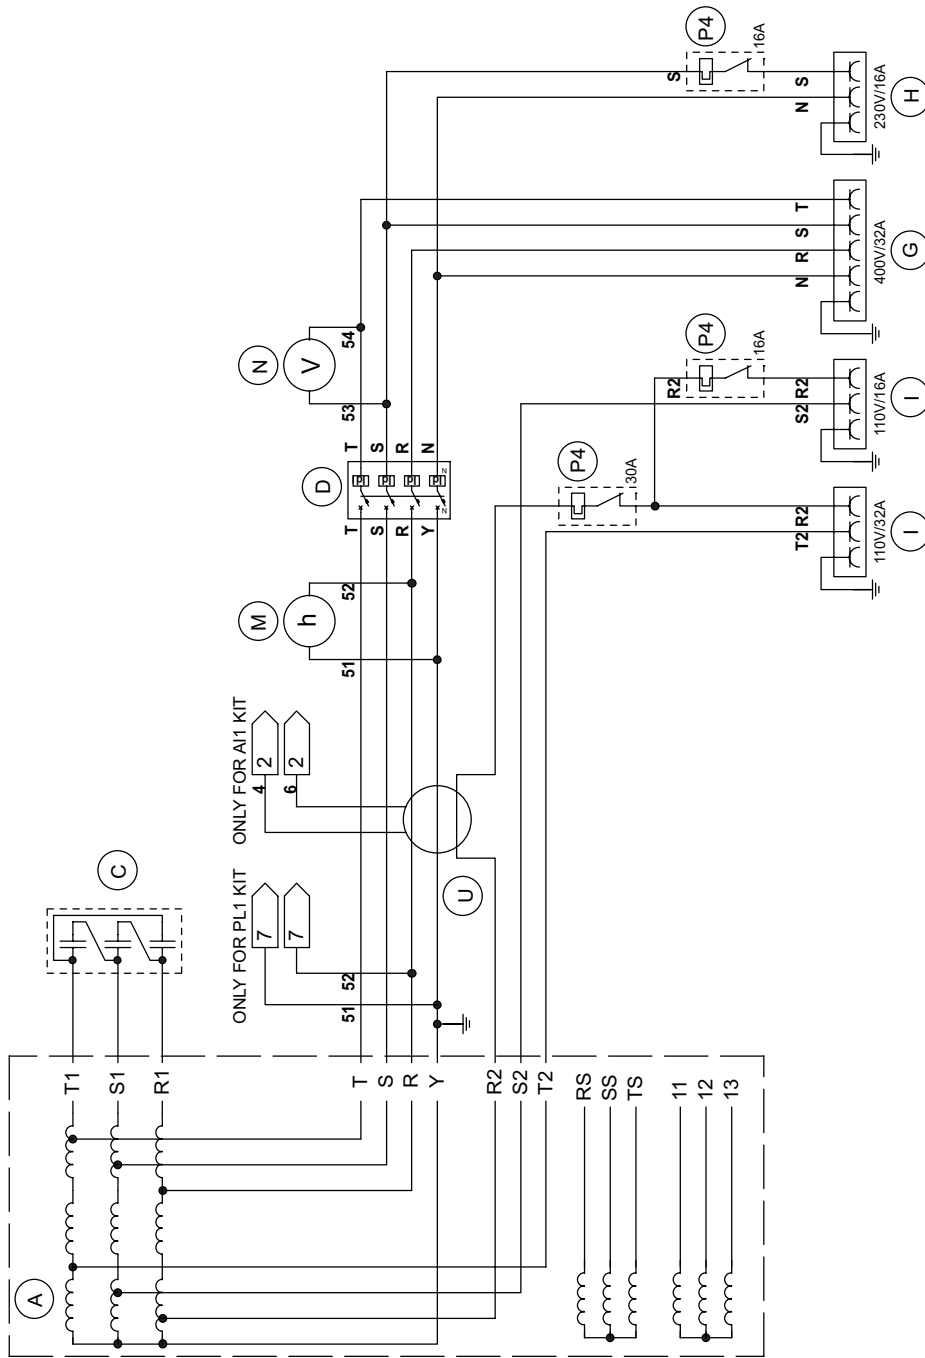 A
T1
S1
R1
T
S
R
Y
R2
S2
T2
RS
SS
TS
11
12
13
C
ONLY FOR PL1 KIT
7
7
51
52
ONLY FOR AI1 KIT
4
2
6
2
U
M
h
51
52
D
T
S
R
Y
N
N
T
S
R
N
N
V
53
54
P4
30A
P4
R2
16A
P4
S
16A
T2 R2
110V/32A
I
S2 R2
110V/16A
I
N R S T
400V/32A
G
N S
230V/16A
H